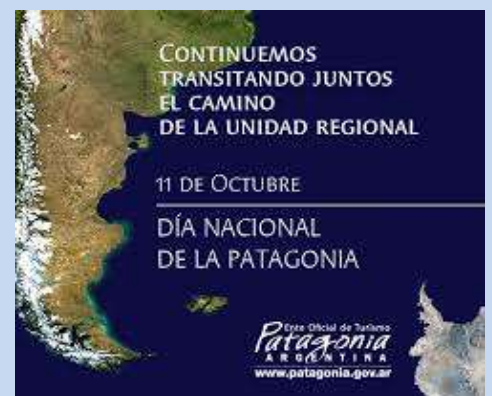 CONTINUEMOS
TRANSITANDO JUNTOS
EL CAMINO
DE LA UNIDAD REGIONAL
11 DE OCTUBRE
DÍA NACIONAL
DE LA PATAGONIA
Ente Oficial de Turismo
Patagonia
ARGENTINA
www.patagonia.gov.ar